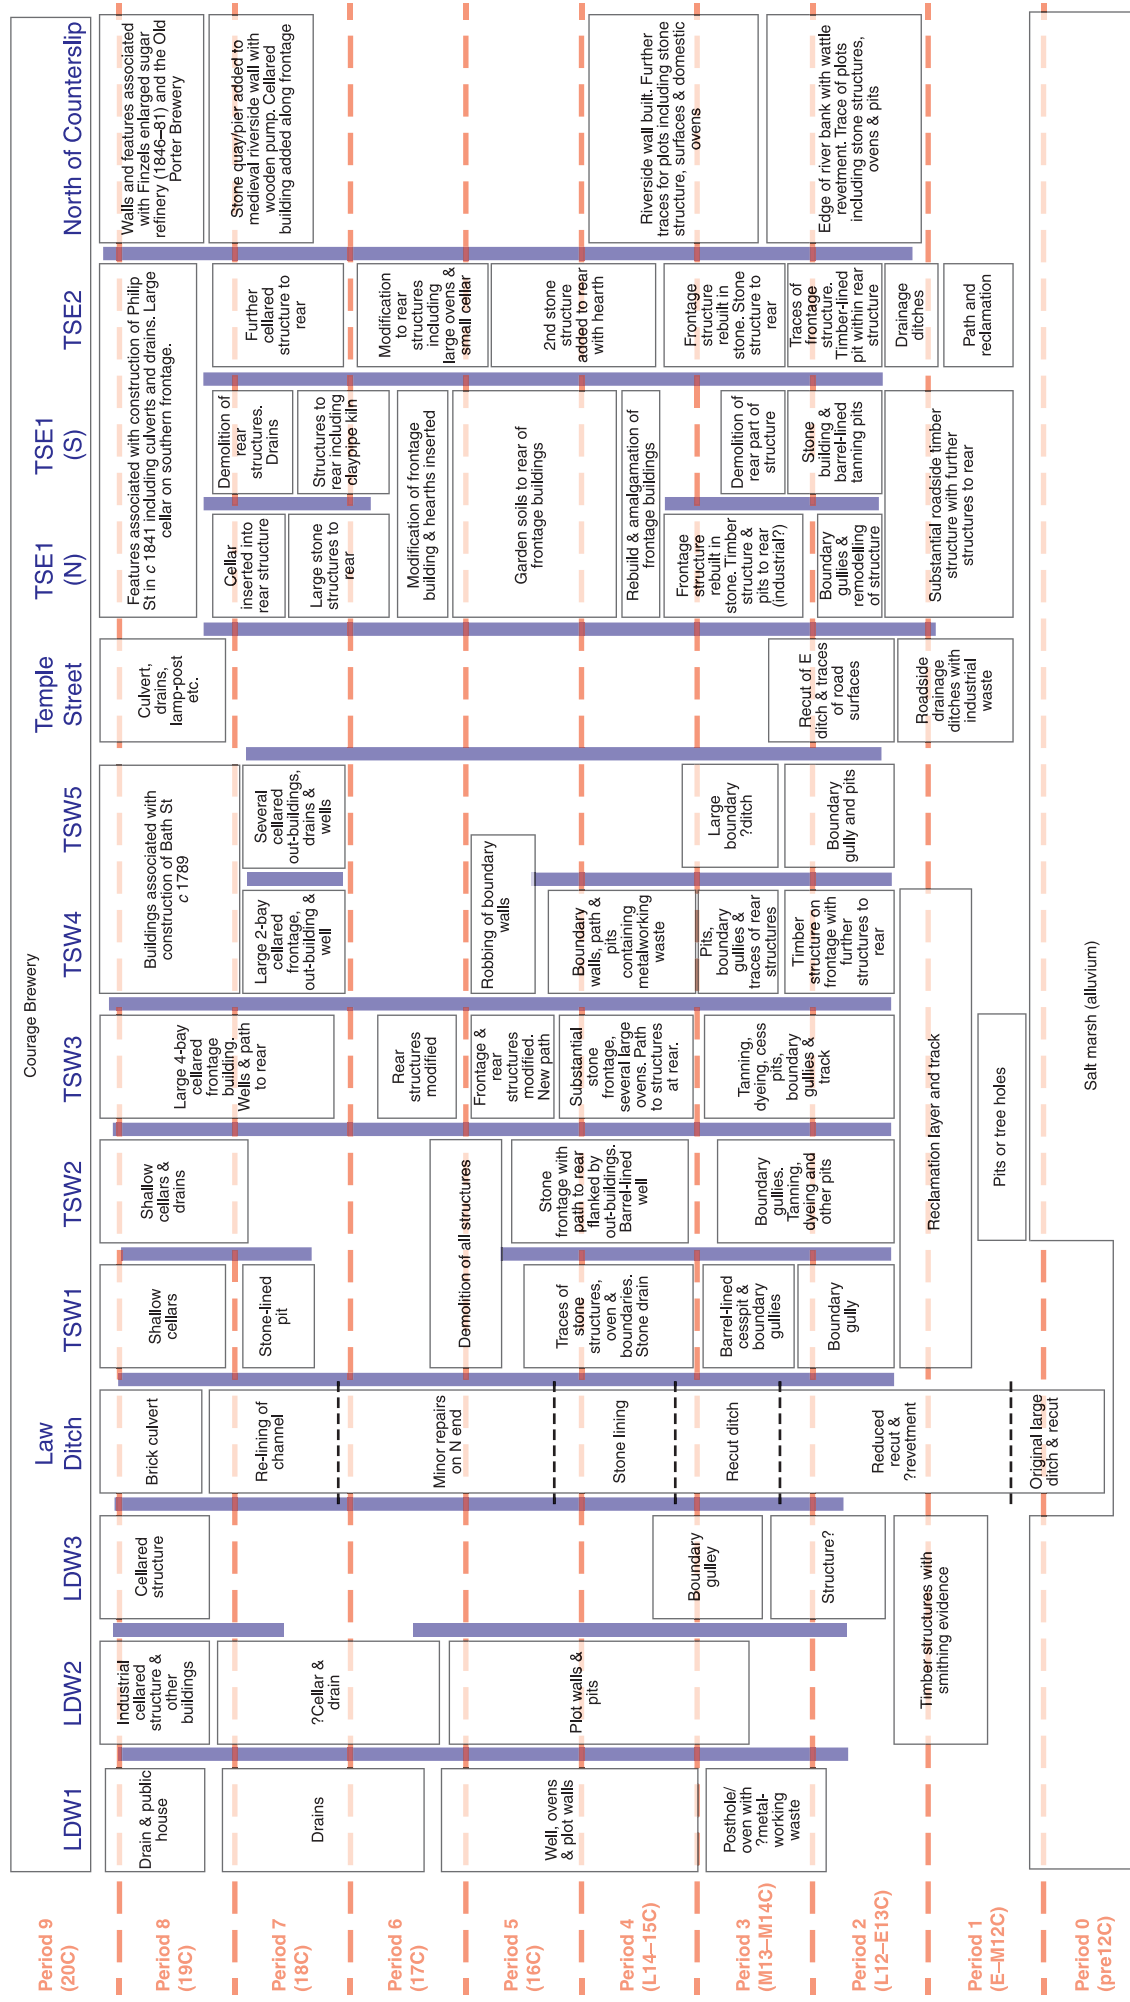 Courage Brewery
LDW1
LDW2
LDW3
Law
Ditch
TSW1
TSW2
TSW3
TSW4
TSW5
Temple
Street
TSE1
(N)
TSE1
(S)
TSE2
North of Counterslip
Period 9
(20C)
Period 8
(19C)
Drain & public
house
Industrial
cellared
structure &
other
buildings
Cellared
structure
Brick culvert
Shallow
cellars
Shallow
cellars &
drains
Large 4-bay
cellared
frontage
building.
Wells & path
to rear
Buildings associated with
construction of Bath St
c 1789
Culvert,
drains,
lamp-post
etc.
Features associated with construction of Philip
St in c 1841 including culverts and drains. Large
cellar on southern frontage.
Walls and features associated
with Finzels enlarged sugar
refinery (1846–81) and the Old
Porter Brewery
Period 7
(18C)
Drains
?Cellar &
drain
Re-lining of
channel
Stone-lined
pit
Large 2-bay
cellared
frontage,
out-building &
well
Several
cellared
out-buildings,
drains &
wells
Cellar
inserted into
rear structure
Large stone
structures to
rear
Demolition of
rear
structures.
Drains
Structures to
rear including
claypipe kiln
Further
cellared
structure to
rear
Stone quay/pier added to
medieval riverside wall with
wooden pump. Cellared
building added along frontage
Period 6
(17C)
Minor repairs
on N end
Demolition of all structures
Rear
structures
modified
Modification of frontage
building & hearths inserted
Modification
to rear
structures
including
large ovens &
small cellar
Period 5
(16C)
Well, ovens
& plot walls
Plot walls &
pits
Frontage &
rear
structures
modified.
New path
Robbing of boundary
walls
Garden soils to rear of
frontage buildings
2nd stone
structure
added to rear
with hearth
Period 4
(L14–15C)
Stone lining
Traces of
stone
structures,
oven &
boundaries.
Stone drain
Stone
frontage with
path to rear
flanked by
out-buildings.
Barrel-lined
well
Substantial
stone
frontage,
several large
ovens. Path
to structures
at rear.
Boundary
walls, path &
pits
containing
metalworking
waste
Rebuild & amalgamation of
frontage buildings
Riverside wall built. Further
traces for plots including stone
structure, surfaces & domestic
ovens
Period 3
(M13–M14C)
Posthole/
oven with
?metal-
working
waste
Boundary
gulley
Recut ditch
Barrel-lined
cesspit &
boundary
gullies
Boundary
gullies.
Tanning,
dyeing and
other pits
Tanning,
dyeing, cess
pits,
boundary
gullies &
track
Pits,
boundary
gullies &
traces of rear
structures
Large
boundary
?ditch
Frontage
structure
rebuilt in
stone. Timber
structure &
pits to rear
(industrial?)
Demolition of
rear part of
structure
Frontage
structure
rebuilt in
stone. Stone
structure to
rear
Period 2
(L12–E13C)
Structure?
Reduced
recut &
?revetment
Boundary
gully
Timber
structure on
frontage with
further
structures to
rear
Boundary
gully and pits
Recut of E
ditch & traces
of road
surfaces
Boundary
gullies &
remodelling
of structure
Stone
building &
barrel-lined
tanning pits
Traces of
frontage
structure.
Timber-lined
pit within rear
structure
Edge of river bank with wattle
revetment. Trace of plots
including stone structures,
ovens & pits
Period 1
(E–M12C)
Timber structures with
smithing evidence
Reclamation layer and track
Pits or tree holes
Roadside
drainage
ditches with
industrial
waste
Substantial roadside timber
structure with further
structures to rear
Drainage
ditches
Path and
reclamation
Period 0
(pre12C)
Original large
ditch & recut
Salt marsh (alluvium)